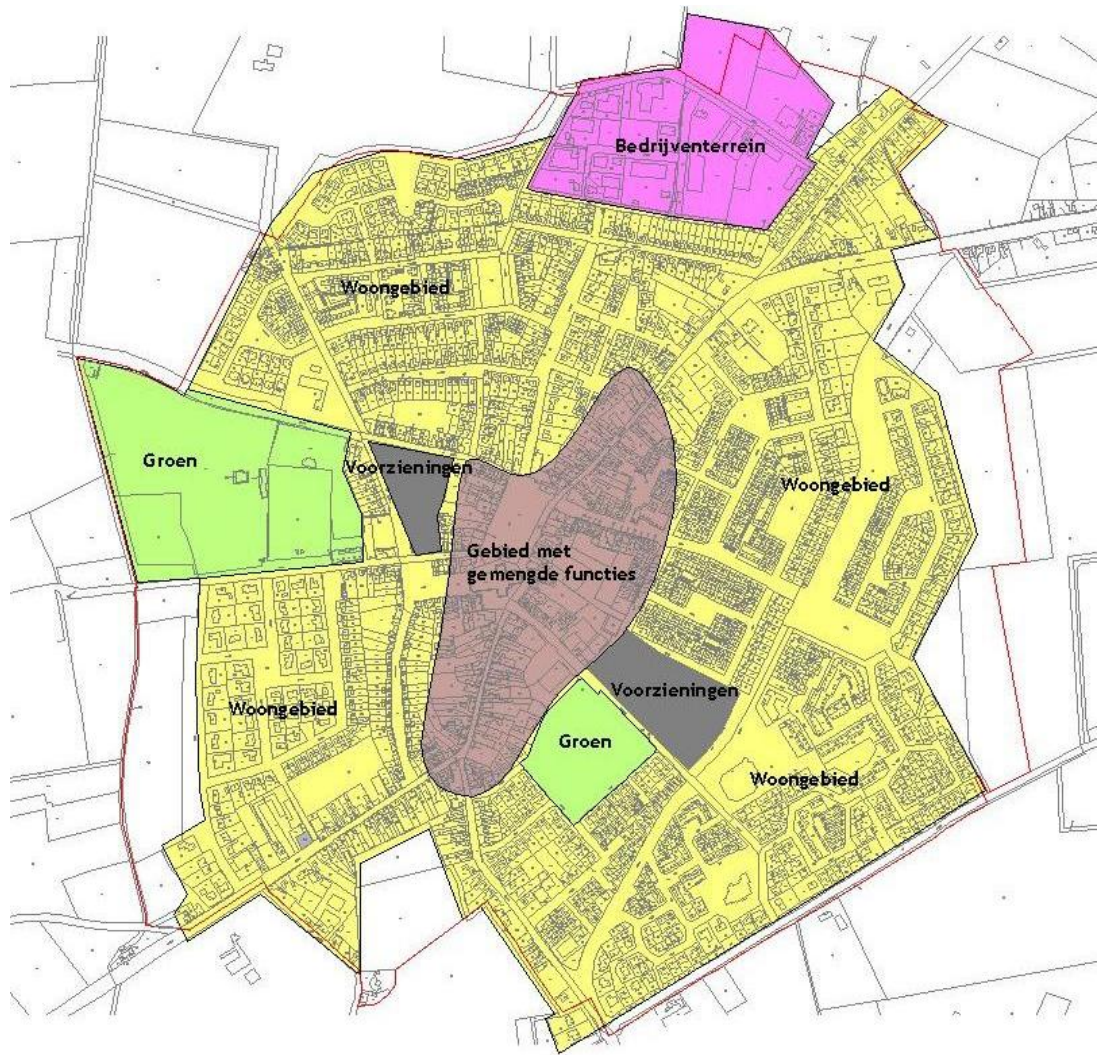 Bedrijventerrein
Woongebied
Groen
Voorzieningen
Woongebied
Gebied met
gemengde functies
Voorzieningen
Woongebied
Groen
Woongebied